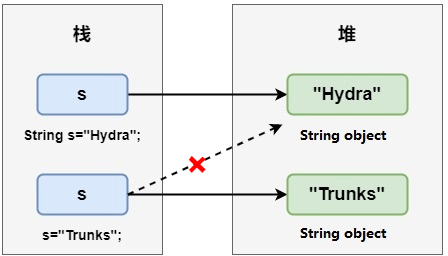 栈
堆
s
"Hydra"
String s="Hydra";
String object
s
"Trunks"
s="Trunks";
String object